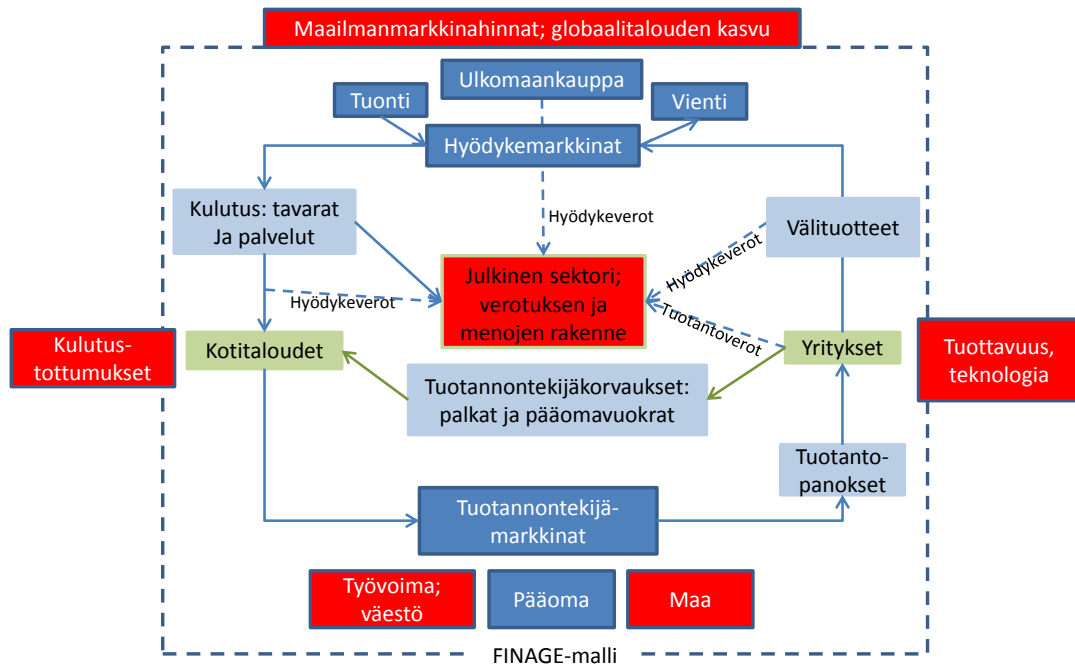 Maailmanmarkkinahinnat; globaalitalouden kasvu
Ulkomaankauppa
Tuonti
Vienti
Hyödykemarkkinat
Kulutus: tavarat
Ja palvelut
Hyödykeverot
Välituotteet
Hyödykeverot
Julkinen sektori;
verotuksen ja
menojen rakenne
Hyödykeverot
Tuotantoverot
Kulutus-
tottumukset
Kotitaloudet
Yritykset
Tuottavuus,
teknologia
Tuotannontekijäkorvaukset:
palkat ja pääomavuokrat
Tuotanto-
panokset
Tuotannontekijä-
markkinat
Työvoima;
väestö
Pääoma
Maa
FINAGE-malli